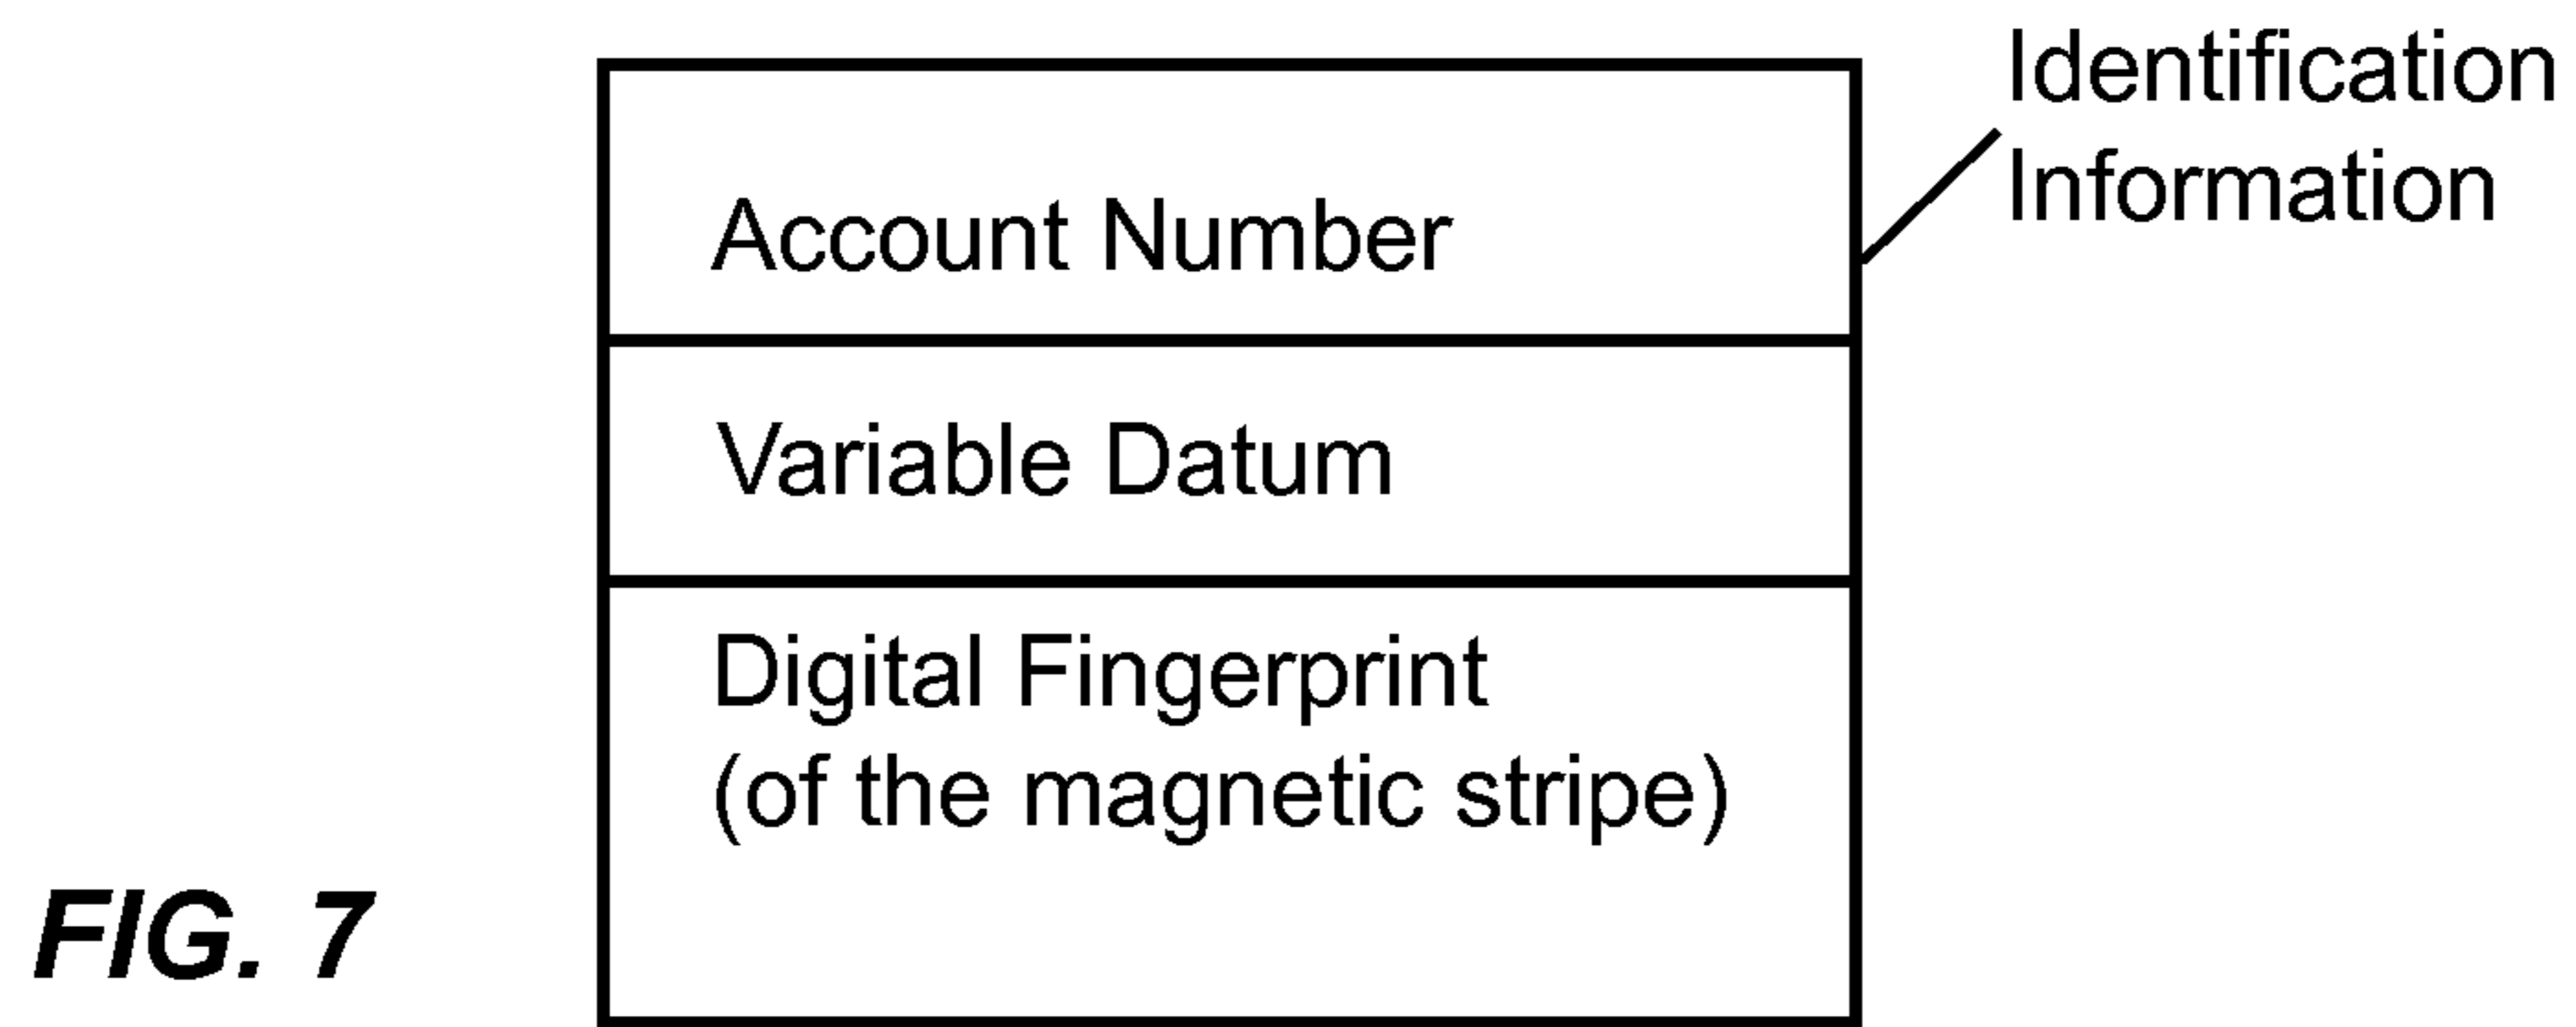 Identification
Information
Account Number
Variable Datum
Digital Fingerprint
(of the magnetic stripe)
FIG. 7